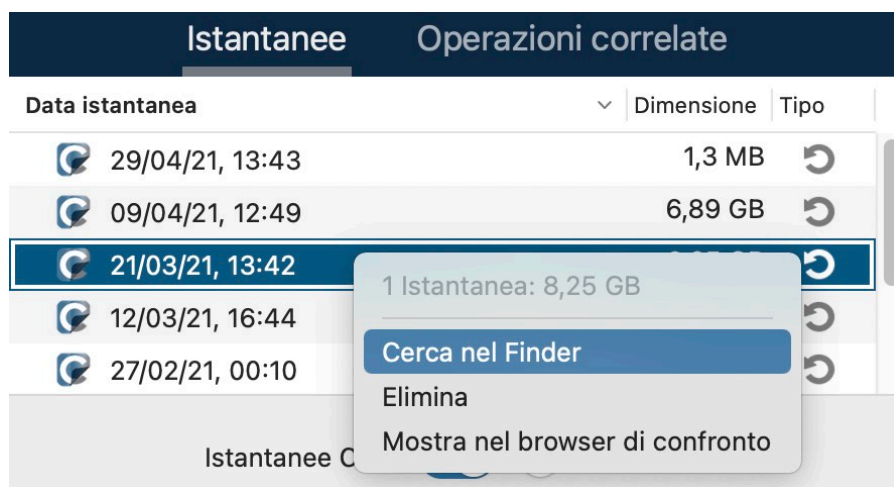 Istantanee Operazioni correlate
Data istantanea Dimensione Tipo
29/04/21, 13:43 1,3 MB
09/04/21, 12:49 6,89 GB
21/03/21, 13:42
1 Istantanea: 8,25 GB
12/03/21, 16:44
Cerca nel Finder
27/02/21, 00:10
Elimina
Mostra nel browser di confronto
Istantanee C